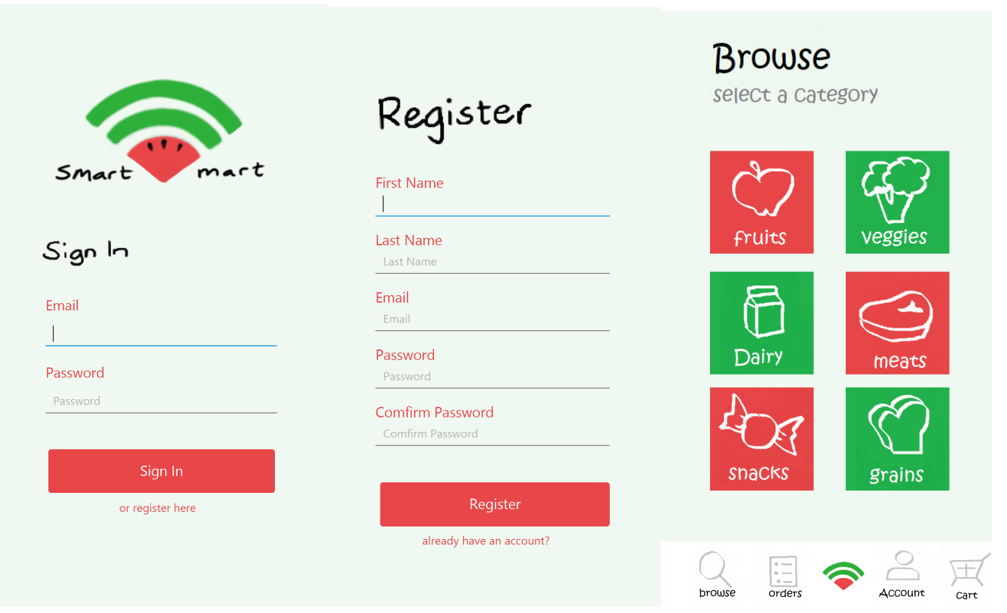 Smart mart
Sign In
Email
Password
Password
Sign In
or register here
Register
First Name
Last Name
Last Name
Email
Email
Password
Password
Comfirm Password
Comfirm Password
Register
already have an account?
Browse
select a category
fruits
veggies
Dairy
meats
snacks
grains
browse
orders
Account
cart